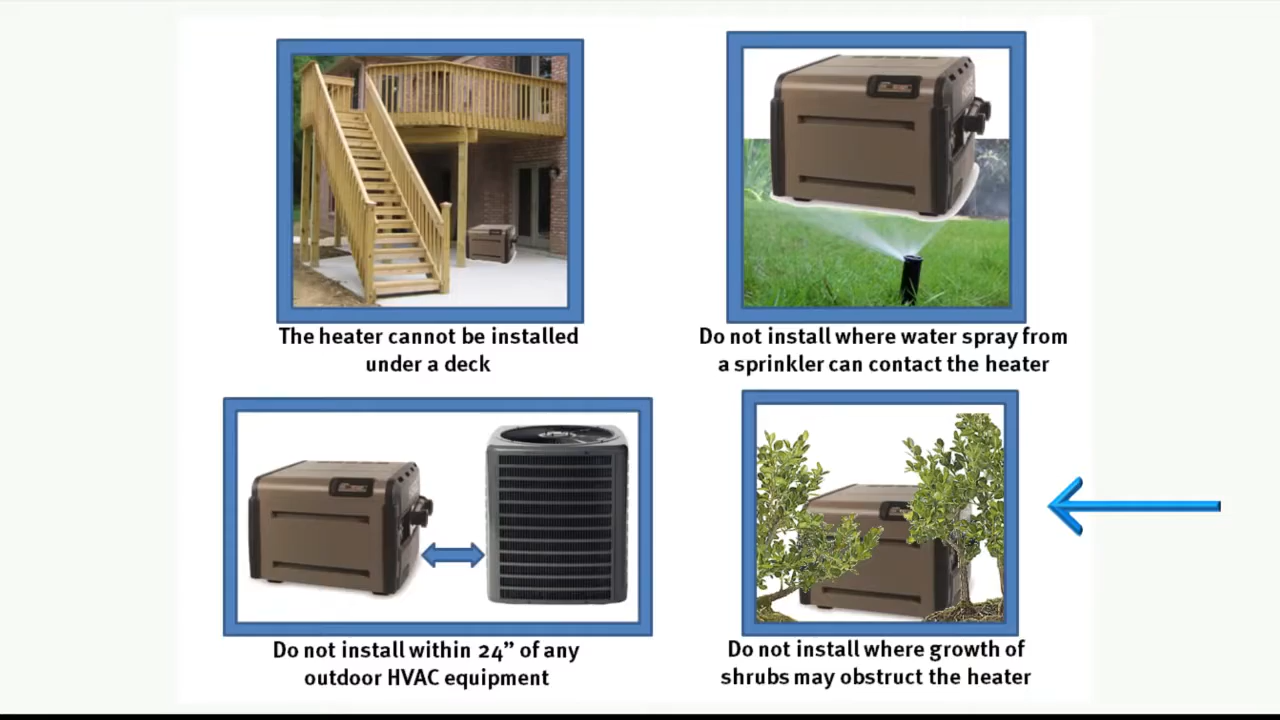 The heater cannot be installed
under a deck
Do not install where water spray from
a sprinkler can contact the heater
Do not install within 24” of any
outdoor HVAC equipment
Do not install where growth of
shrubs may obstruct the heater